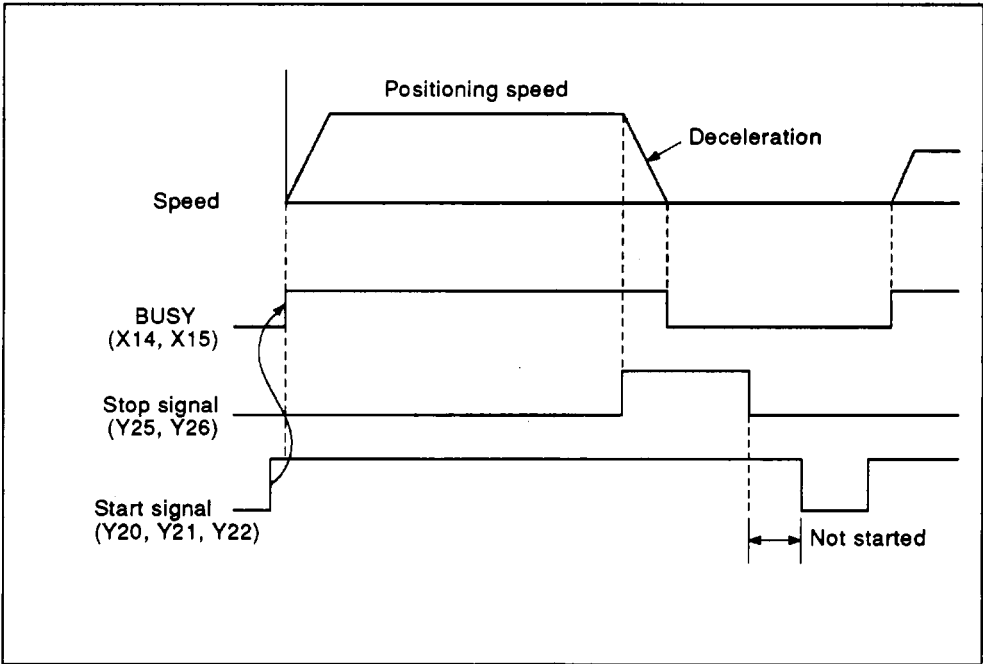 Positioning speed
Deceleration
Speed
BUSY
(X14, X15)
Stop signal
(Y25, Y26)
Start signal
(Y20, Y21, Y22)
Not started